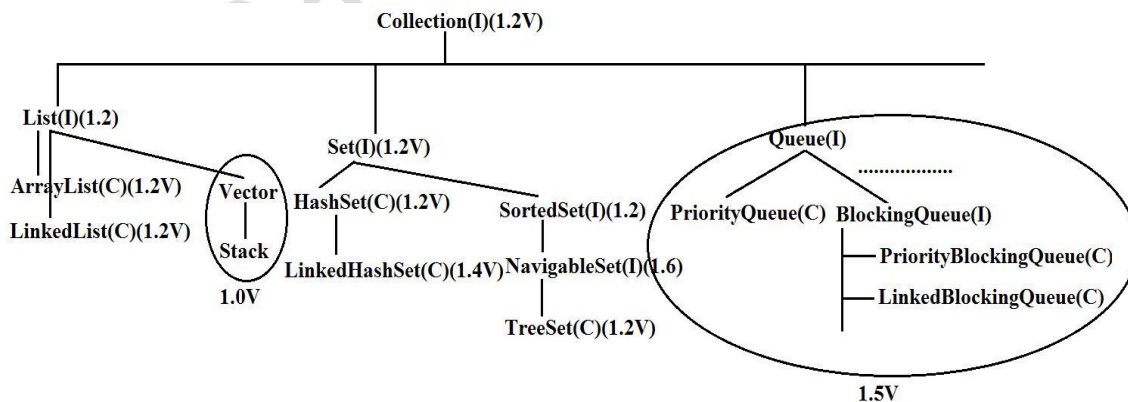 Collection(I)(1.2V)
List(I)(1.2)
Set(I)(1.2V)
Queue(I)
...................
ArrayList(C)(1.2V)
Vector
HashSet(C)(1.2V)
SortedSet(I)(1.2)
PriorityQueue(C)
BlockingQueue(I)
LinkedList(C)(1.2V)
Stack
LinkedHashSet(C)(1.4V)
NavigableSet(I)(1.6)
PriorityBlockingQueue(C)
1.0V
LinkedBlockingQueue(C)
TreeSet(C)(1.2V)
1.5V